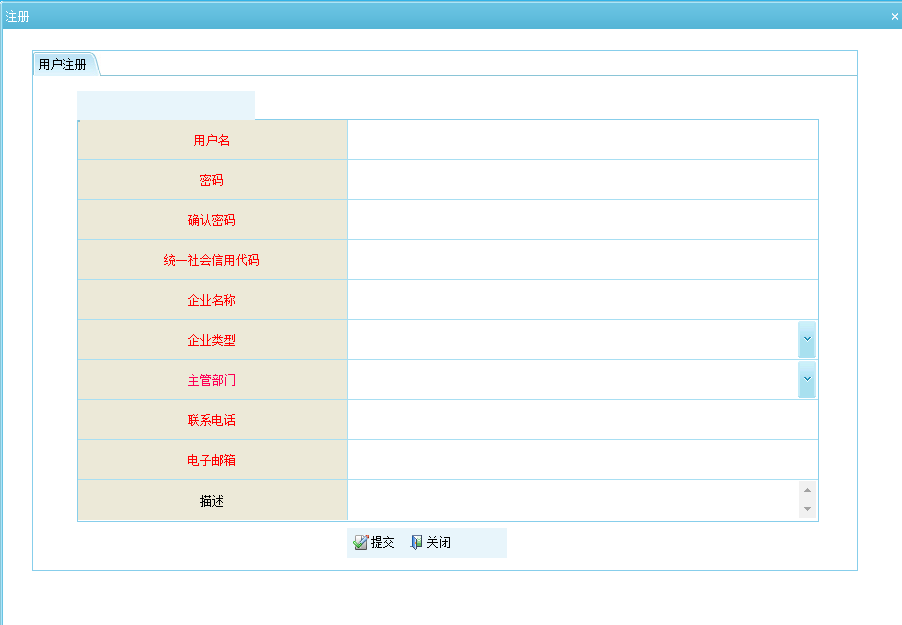 注册
用户注册
用户名
密码
确认密码
统一社会信用代码
企业名称
企业类型
主管部门
联系电话
电子邮箱
描述
提交 关闭